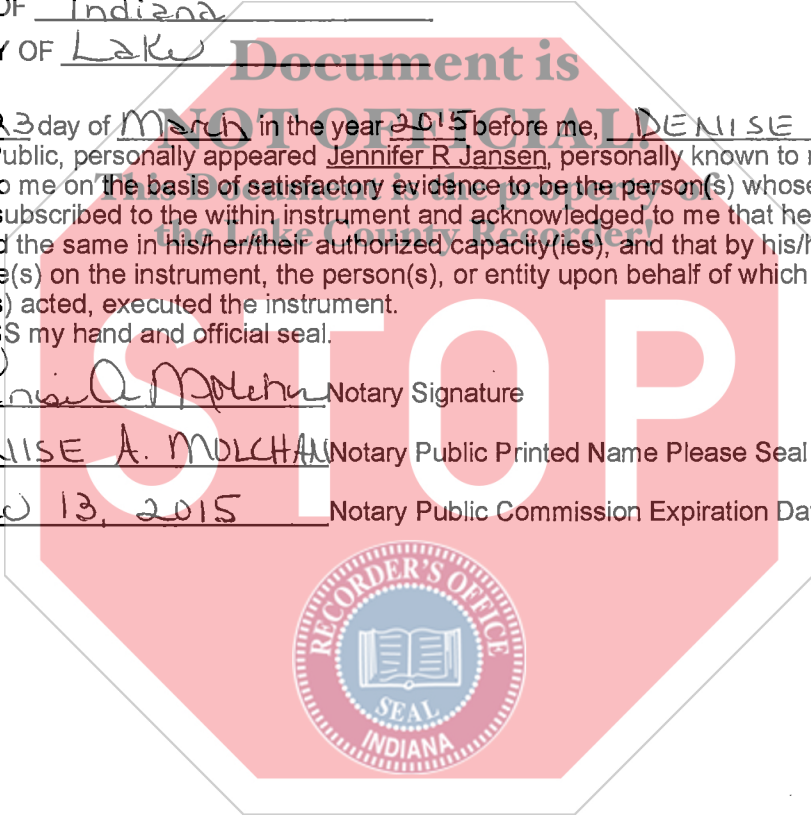 OF Indiana
Y OF Lake
Document is
NOT OFFICIAL!
This Document is the property of
the Lake County Recorder!
23 day of March in the year 2015 before me, DENISE
Public, personally appeared Jennifer R Jansen, personally known to
o me on the basis of satisfactory evidence to be the person(s) whose
subscribed to the within instrument and acknowledged to me that he
d the same in his/her/their authorized capacity(ies), and that by his/h
e(s) on the instrument, the person(s), or entity upon behalf of which
s) acted, executed the instrument.
SS my hand and official seal.
Notary Signature
NISE A. MOLCHAN Notary Public Printed Name Please Seal
13, 2015 Notary Public Commission Expiration Da
STOP
RECORDER'S OFFICE
SEAL
INDIANA